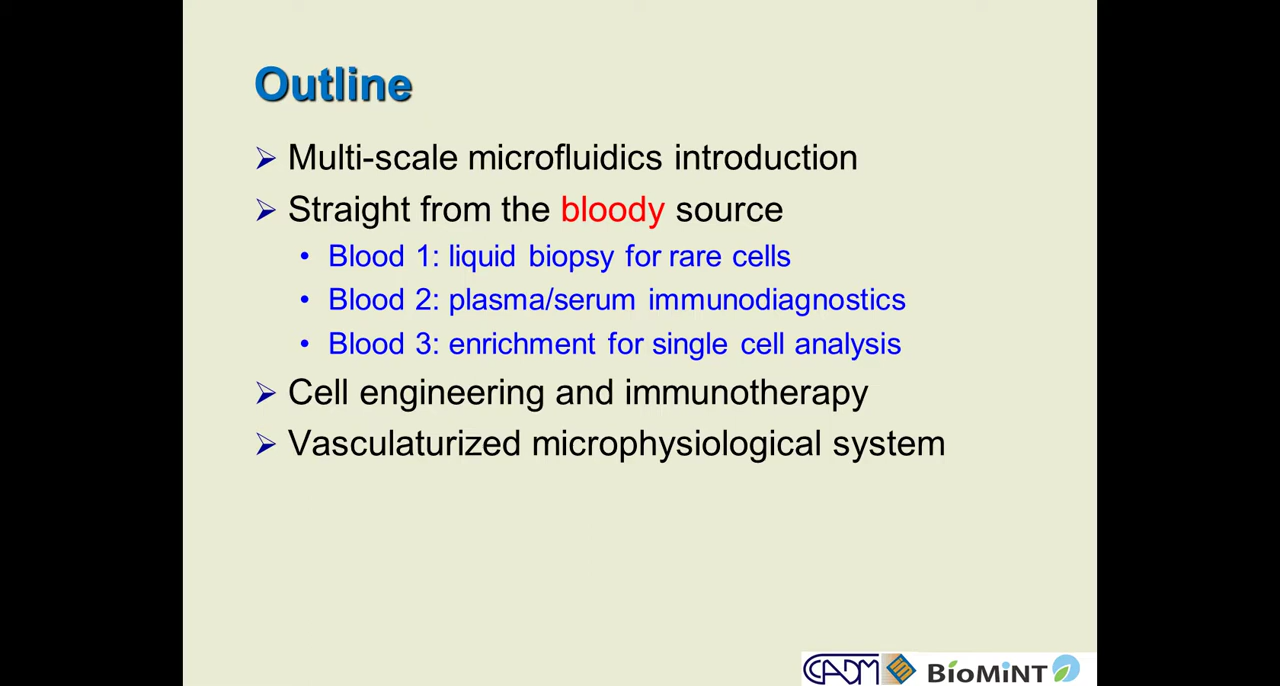 Outline
Multi-scale microfluidics introduction
Straight from the bloody source
Blood 1: liquid biopsy for rare cells
Blood 2: plasma/serum immunodiagnostics
Blood 3: enrichment for single cell analysis
Cell engineering and immunotherapy
Vasculaturized microphysiological system
CADM BioMiNT